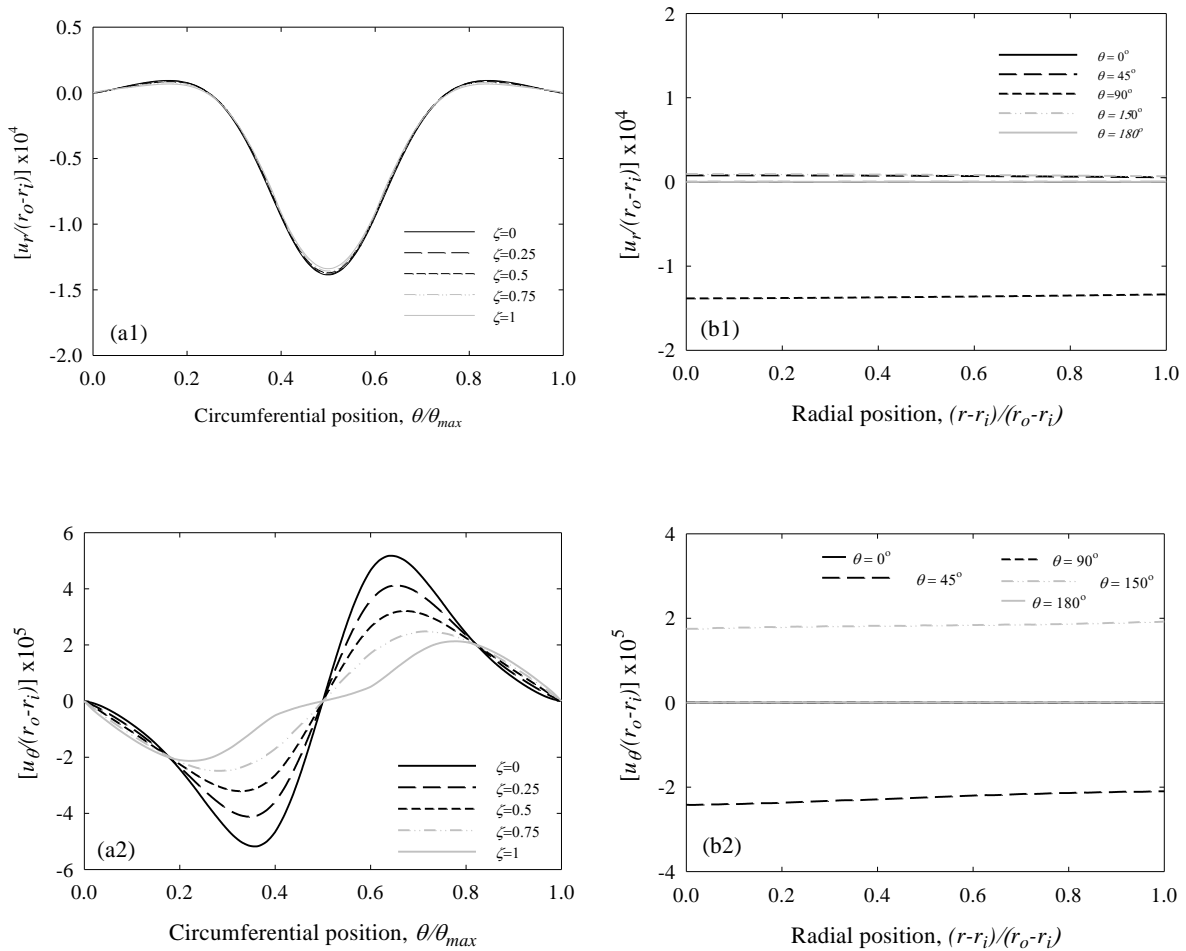 [u_r/(r_o-r_i)] x10^4
0.5
0.0
-0.5
-1.0
-1.5
-2.0
ζ=0
ζ=0.25
ζ=0.5
ζ=0.75
ζ=1
(a1)
0.0 0.2 0.4 0.6 0.8 1.0
Circumferential position, θ/θ_max
[u_r/(r_o-r_i)] x10^4
2
1
0
-1
-2
θ = 0°
θ = 45°
θ =90°
θ = 150°
θ = 180°
(b1)
0.0 0.2 0.4 0.6 0.8 1.0
Radial position, (r-r_i)/(r_o-r_i)
[u_θ/(r_o-r_i)] x10^5
6
4
2
0
-2
-4
-6
ζ=0
ζ=0.25
ζ=0.5
ζ=0.75
ζ=1
(a2)
0.0 0.2 0.4 0.6 0.8 1.0
Circumferential position, θ/θ_max
[u_θ/(r_o-r_i)] x10^5
4
2
0
-2
-4
θ = 0°
θ = 45°
θ = 90°
θ = 150°
θ = 180°
(b2)
0.0 0.2 0.4 0.6 0.8 1.0
Radial position, (r-r_i)/(r_o-r_i)